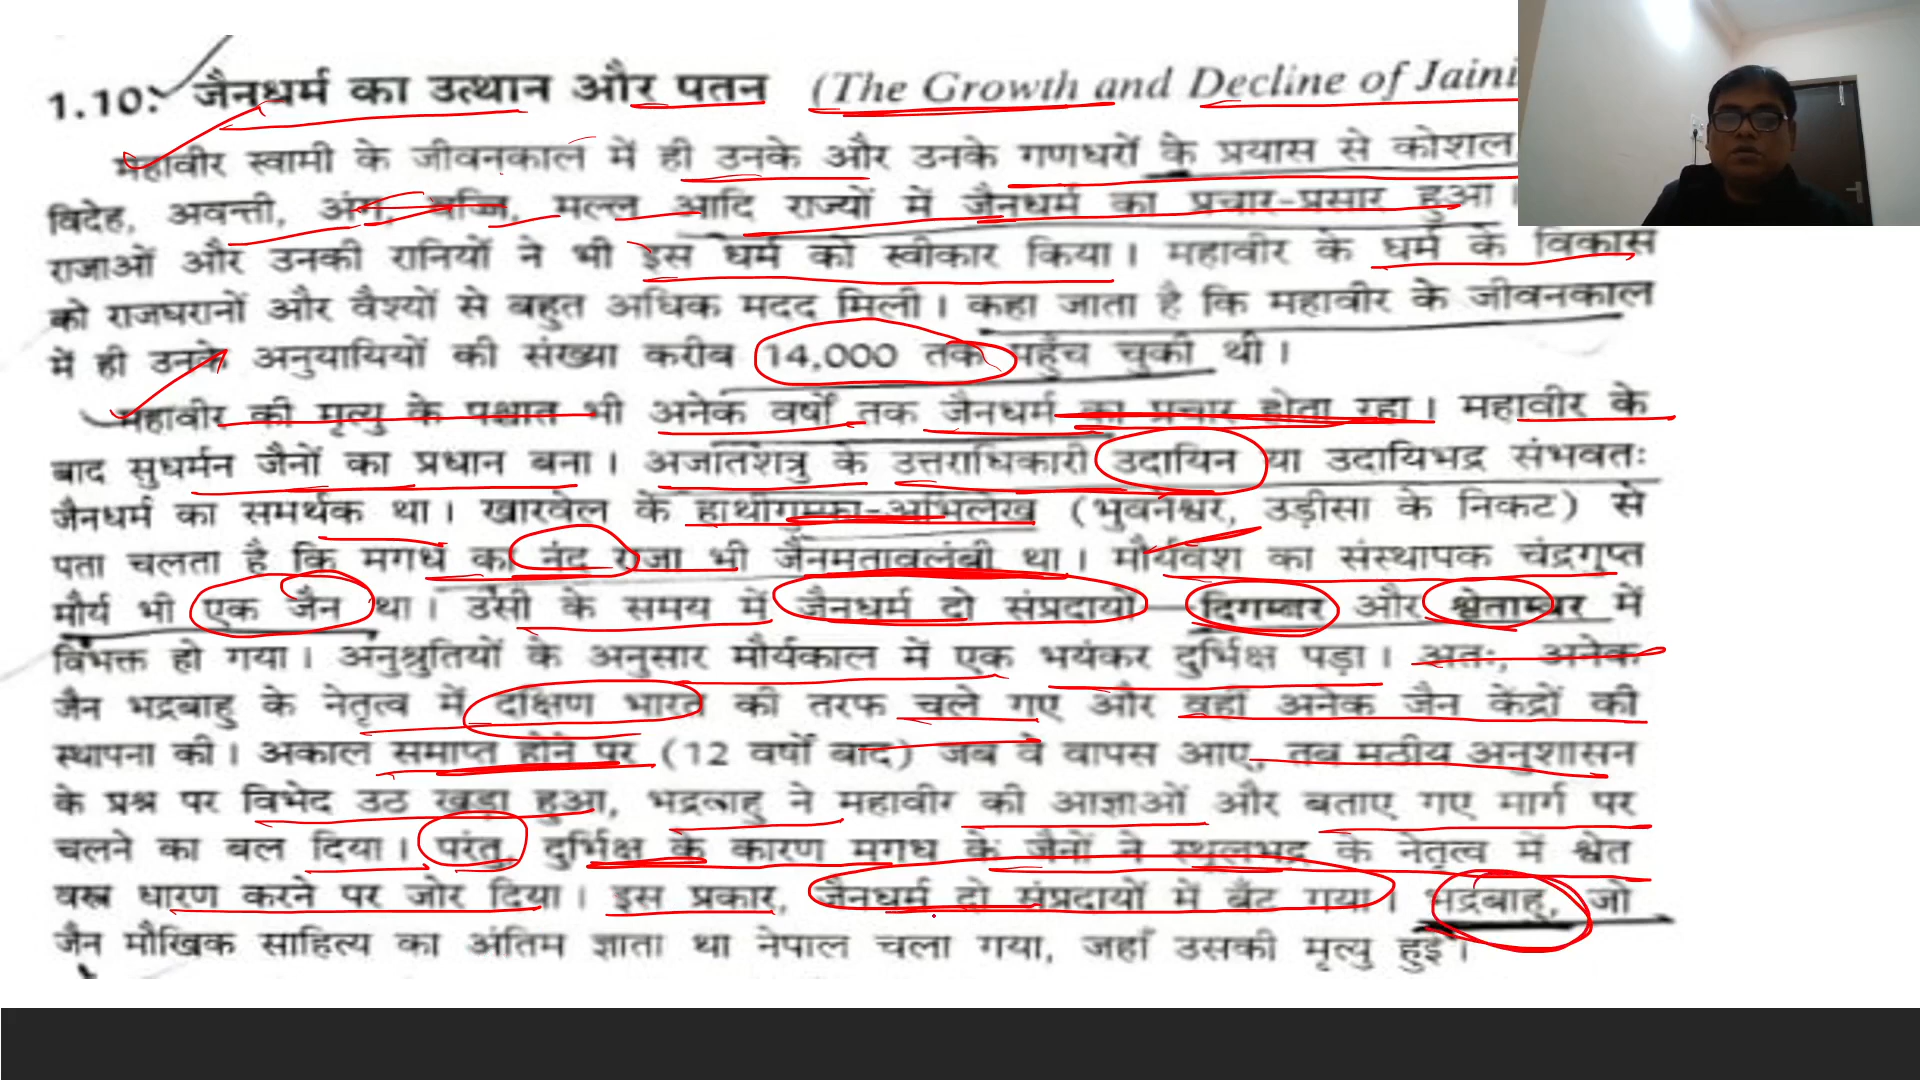 1.10: जैनधर्म का उत्थान और पतन (The Growth and Decline of Jaini
महावीर स्वामी के जीवनकाल में ही उनके और उनके गणधरों के प्रयास से कोशल,
विदेह, अवन्ती, अंग, वज्जि, मल्ल आदि राज्यों में जैनधर्म का प्रचार-प्रसार हुआ।
राजाओं और उनकी रानियों ने भी इस धर्म को स्वीकार किया। महावीर के धर्म के विकास
को राजघरानों और वैश्यों से बहुत अधिक मदद मिली। कहा जाता है कि महावीर के जीवनकाल
में ही उनके अनुयायियों की संख्या करीब 14,000 तक पहुँच चुकी थी।
महावीर की मृत्यु के पश्चात भी अनेक वर्षों तक जैनधर्म का प्रचार होता रहा। महावीर के
बाद सुधर्मन जैनों का प्रधान बना। अजातशत्रु के उत्तराधिकारी उदायिन या उदायिभद्र संभवतः
जैनधर्म का समर्थक था। खारवेल के हाथीगुम्फा-अभिलेख (भुवनेश्वर, उड़ीसा के निकट) से
पता चलता है कि मगध का नंद राजा भी जैनमतावलंबी था। मौर्यवंश का संस्थापक चंद्रगुप्त
मौर्य भी एक जैन था। उसी के समय में जैनधर्म दो संप्रदायों—दिगम्बर और श्वेताम्बर में
विभक्त हो गया। अनुश्रुतियों के अनुसार मौर्यकाल में एक भयंकर दुर्भिक्ष पड़ा। अतः, अनेक
जैन भद्रबाहु के नेतृत्व में दक्षिण भारत की तरफ चले गए और वहाँ अनेक जैन केंद्रों की
स्थापना की। अकाल समाप्त होने पर (12 वर्षों बाद) जब वे वापस आए, तब मठीय अनुशासन
के प्रश्न पर विभेद उठ खड़ा हुआ, भद्रबाहु ने महावीर की आज्ञाओं और बताए गए मार्ग पर
चलने का बल दिया। परंतु, दुर्भिक्ष के कारण मगध के जैनों ने स्थूलभद्र के नेतृत्व में श्वेत
वस्त्र धारण करने पर जोर दिया। इस प्रकार, जैनधर्म दो संप्रदायों में बँट गया। भद्रबाहु, जो
जैन मौखिक साहित्य का अंतिम ज्ञाता था नेपाल चला गया, जहाँ उसकी मृत्यु हुई।